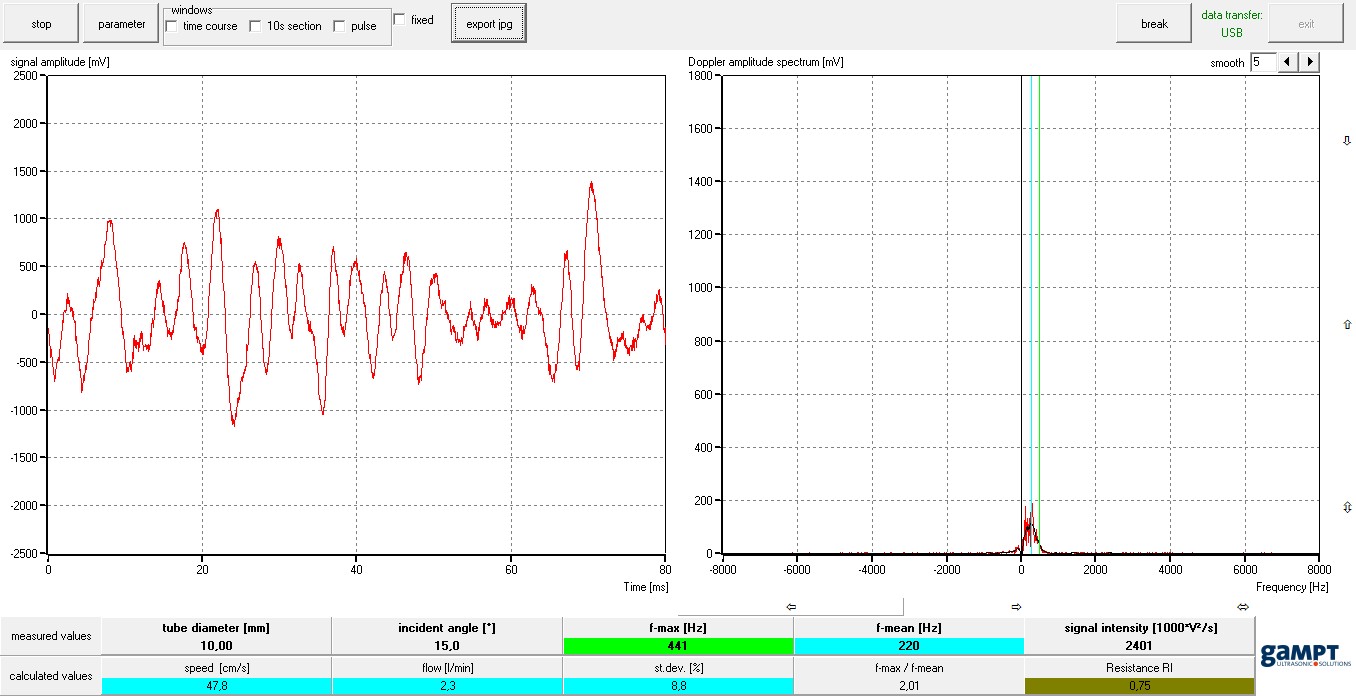 stop parameter windows time course 10s section pulse fixed export jpg break data transfer: USB exit
signal amplitude [mV] Doppler amplitude spectrum [mV] smooth 5
2500 1800
2000 1600
1500 1400
1000 1200
500 1000
0 800
-500 600
-1000 400
-1500 200
-2000 0
-2500
0 20 40 60 80 -8000 -6000 -4000 -2000 0 2000 4000 6000 8000
Time [ms] Frequency [Hz]
measured values
tube diameter [mm] incident angle [°] f-max [Hz] f-mean [Hz] signal intensity [1000*V²/s]
10,00 15,0 441 220 2401
calculated values
speed [cm/s] flow [l/min] st.dev. [%] f-max / f-mean Resistance RI
47,8 2,3 8,8 2,01 0,75
gAMPT
ULTRASONIC SOLUTIONS